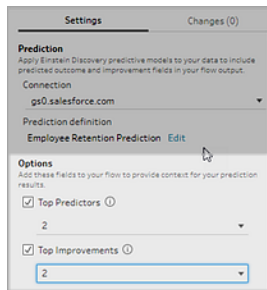 Settings
Changes (0)
Prediction
Apply Einstein Discovery predictive models to your data to include
predicted outcome and improvement fields in your flow output.
Connection
gs0.salesforce.com
Prediction definition
Employee Retention Prediction Edit
Options
Add these fields to your flow to provide context for your prediction
results.
Top Predictors
2
Top Improvements
2